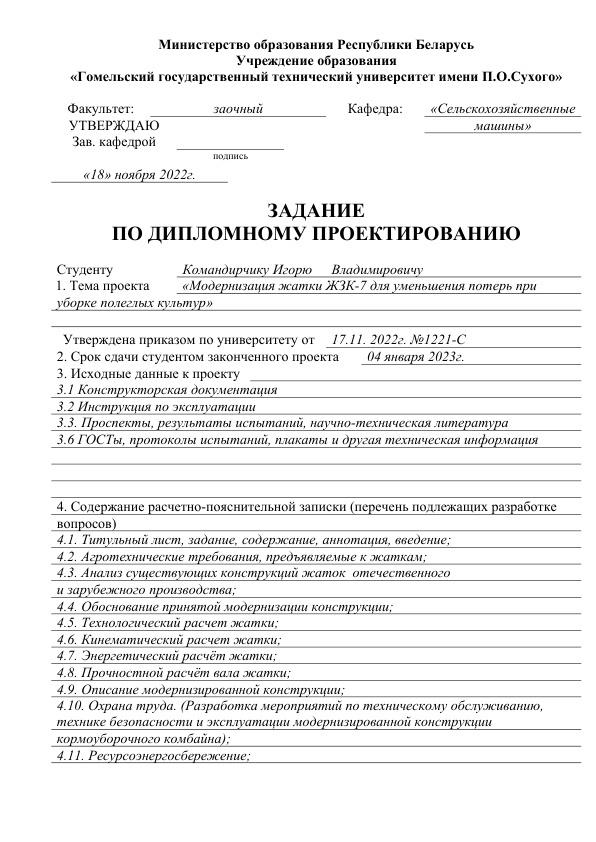 Министерство образования Республики Беларусь
Учреждение образования
«Гомельский государственный технический университет имени П.О.Сухого»
Факультет: заочный Кафедра: «Сельскохозяйственные
УТВЕРЖДАЮ машины»
Зав. кафедрой
подпись
«18» ноября 2022г.
ЗАДАНИЕ
ПО ДИПЛОМНОМУ ПРОЕКТИРОВАНИЮ
Студенту Командирчику Игорю Владимировичу
1. Тема проекта «Модернизация жатки ЖЗК-7 для уменьшения потерь при
уборке полеглых культур»
Утверждена приказом по университету от 17.11. 2022г. №1221-С
2. Срок сдачи студентом законченного проекта 04 января 2023г.
3. Исходные данные к проекту
3.1 Конструкторская документация
3.2 Инструкция по эксплуатации
3.3. Проспекты, результаты испытаний, научно-техническая литература
3.6 ГОСТы, протоколы испытаний, плакаты и другая техническая информация
4. Содержание расчетно-пояснительной записки (перечень подлежащих разработке
вопросов)
4.1. Титульный лист, задание, содержание, аннотация, введение;
4.2. Агротехнические требования, предъявляемые к жаткам;
4.3. Анализ существующих конструкций жаток отечественного
и зарубежного производства;
4.4. Обоснование принятой модернизации конструкции;
4.5. Технологический расчет жатки;
4.6. Кинематический расчет жатки;
4.7. Энергетический расчёт жатки;
4.8. Прочностной расчёт вала жатки;
4.9. Описание модернизированной конструкции;
4.10. Охрана труда. (Разработка мероприятий по техническому обслуживанию,
технике безопасности и эксплуатации модернизированной конструкции
кормоуборочного комбайна);
4.11. Ресурсоэнергосбережение;